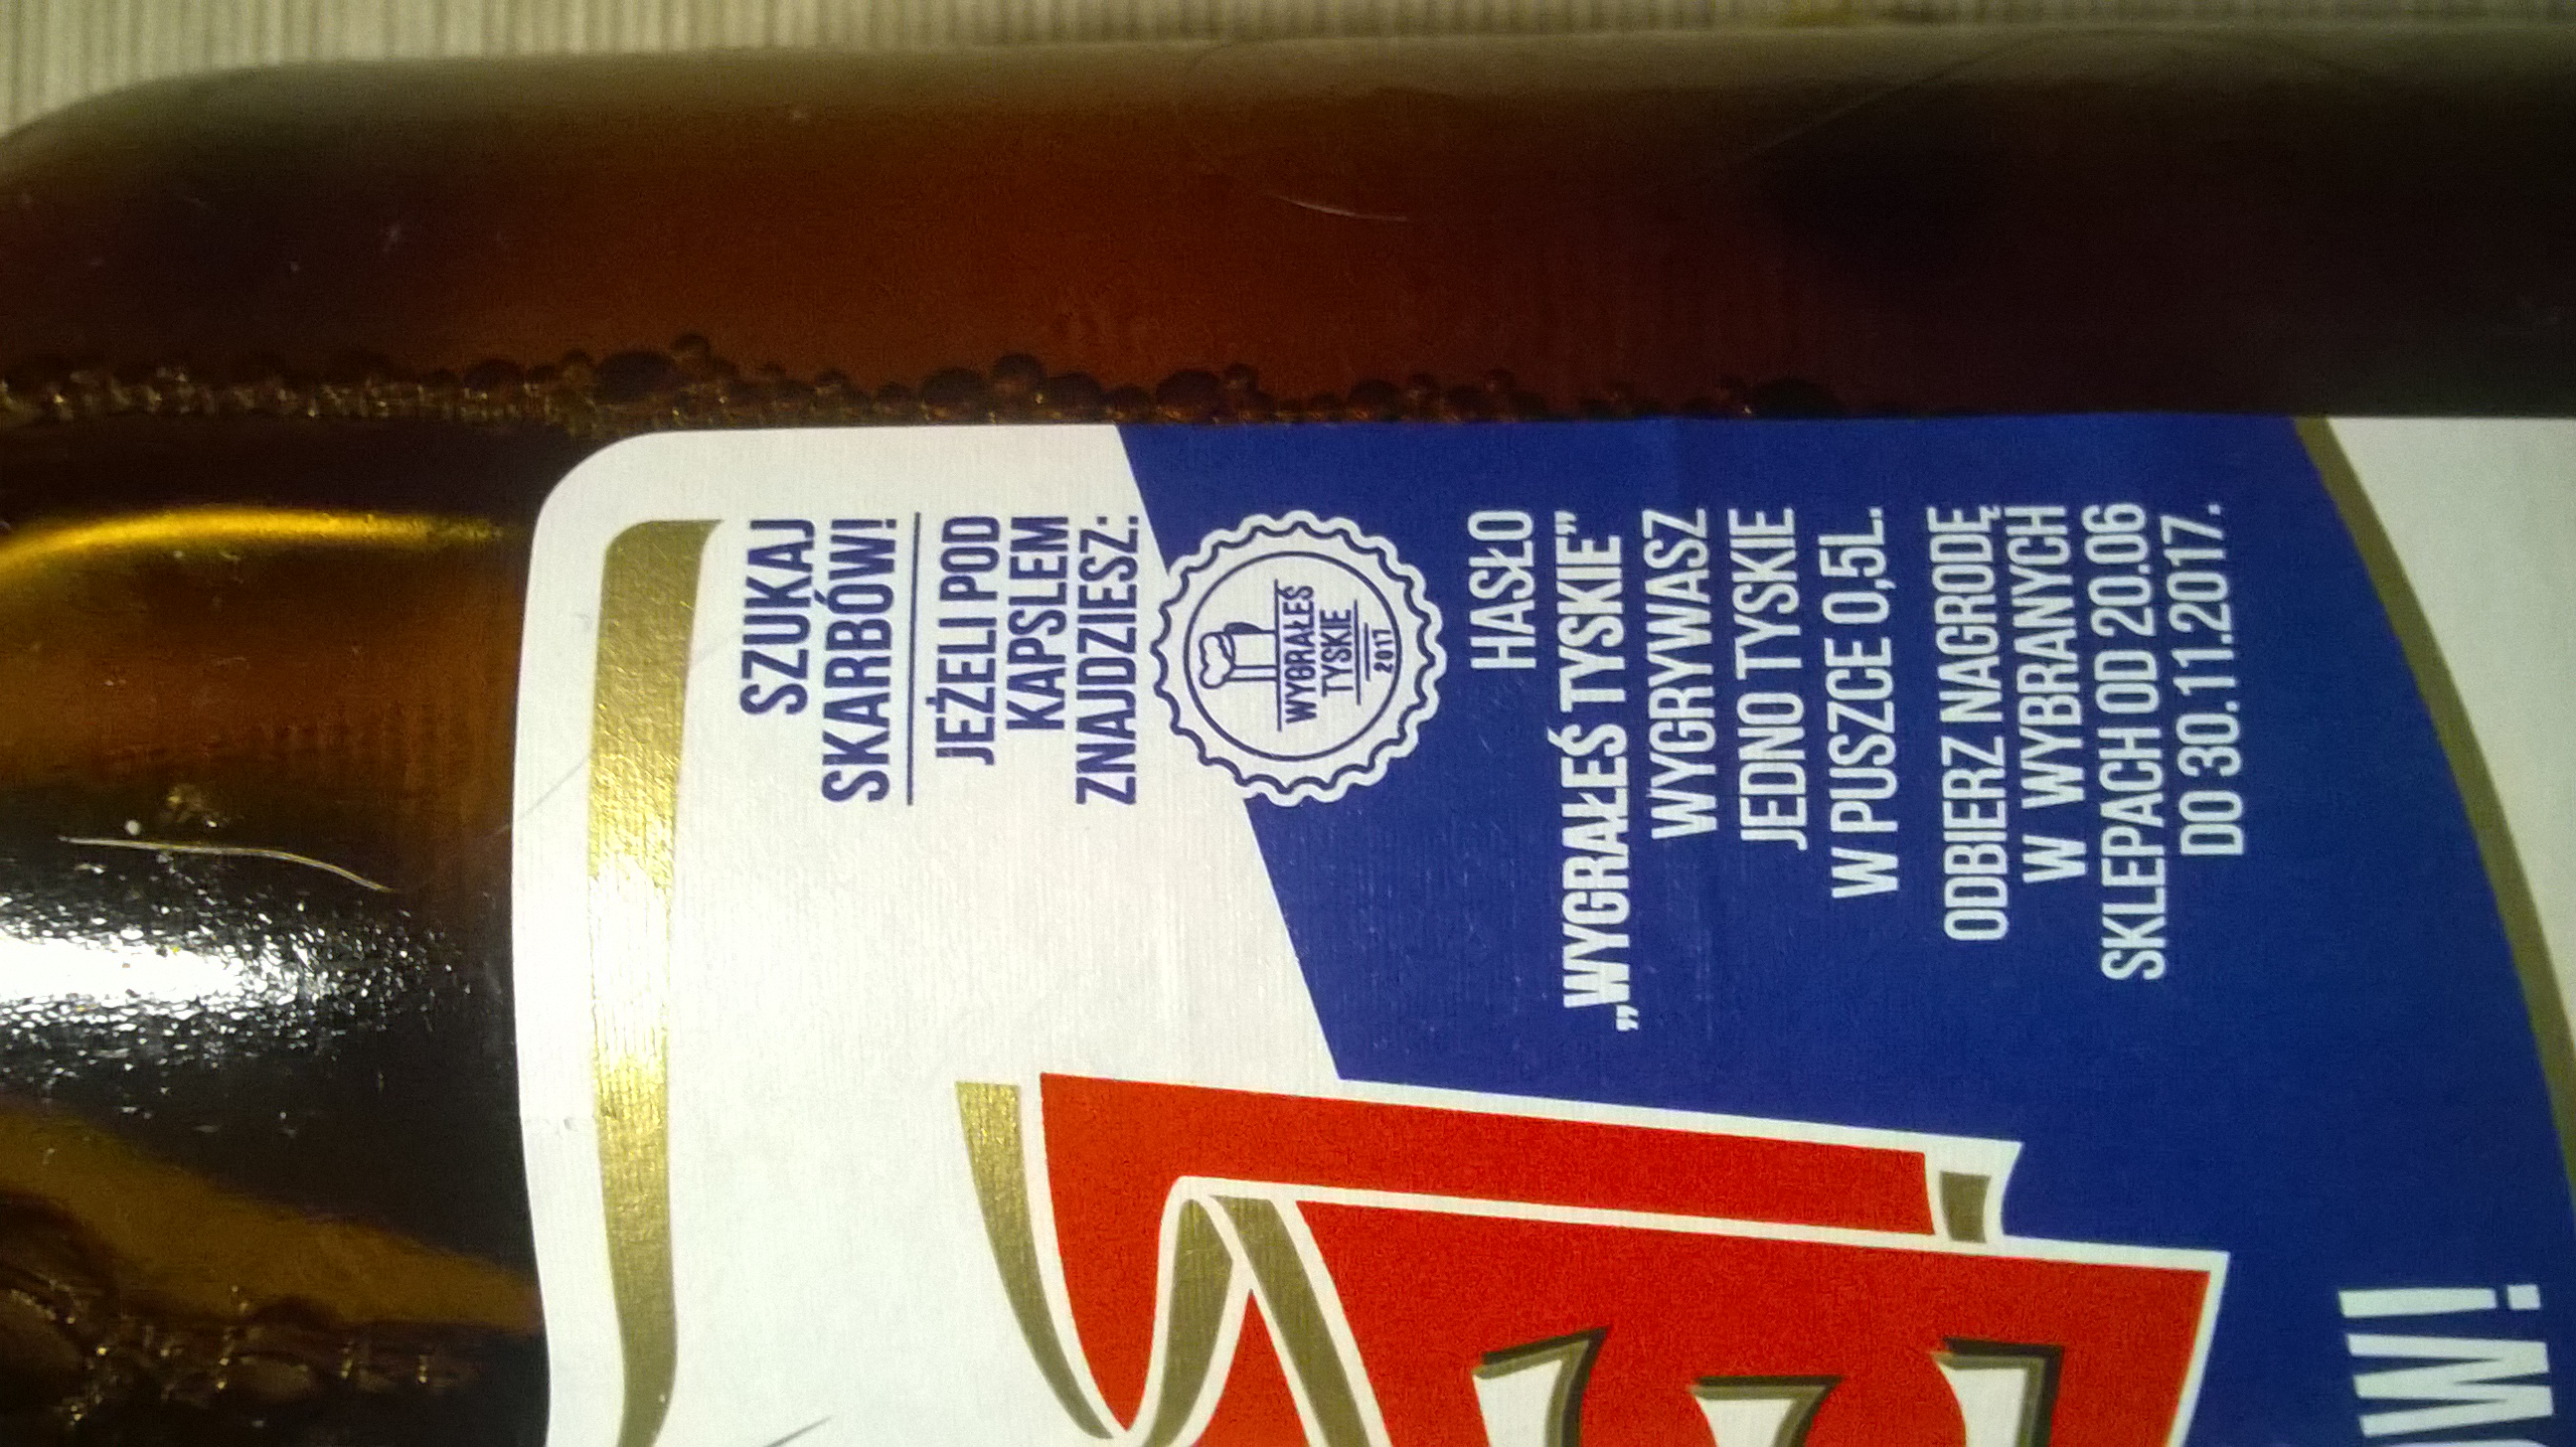 SZUKAJ
SKARBÓW!
JEŻELI POD
KAPSLEM
ZNAJDZIESZ:
WYGRAŁEŚ
TYSKIE
2017
HASŁO
„WYGRAŁEŚ TYSKIE”
WYGRYWASZ
JEDNO TYSKIE
W PUSZCE 0,5L.
ODBIERZ NAGRODĘ
W WYBRANYCH
SKLEPACH OD 20.06
DO 30.11.2017.